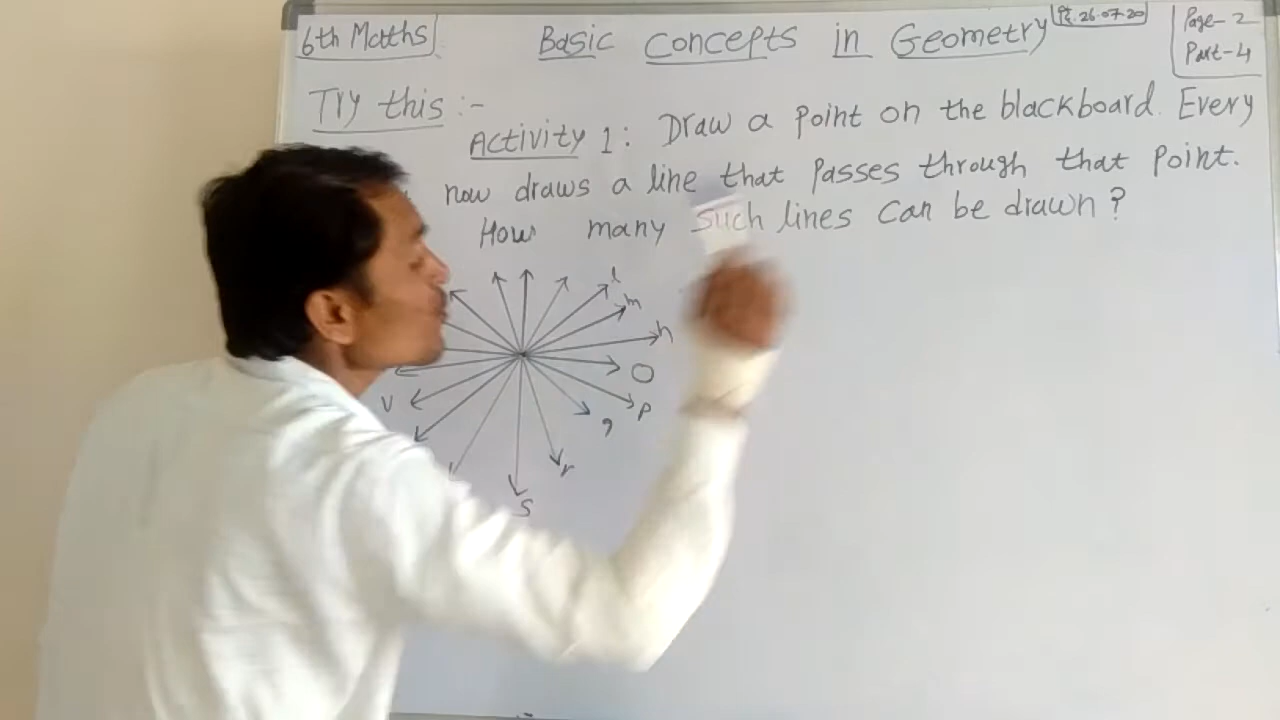 6th Maths
Basic Concepts in Geometry
दि. 26.07.20
Page-2
Part-4
Try this :-
Activity 1 : Draw a point on the blackboard. Every
now draws a line that passes through that point.
How many such lines can be drawn ?
l
m
n
O
p
q
r
S
V